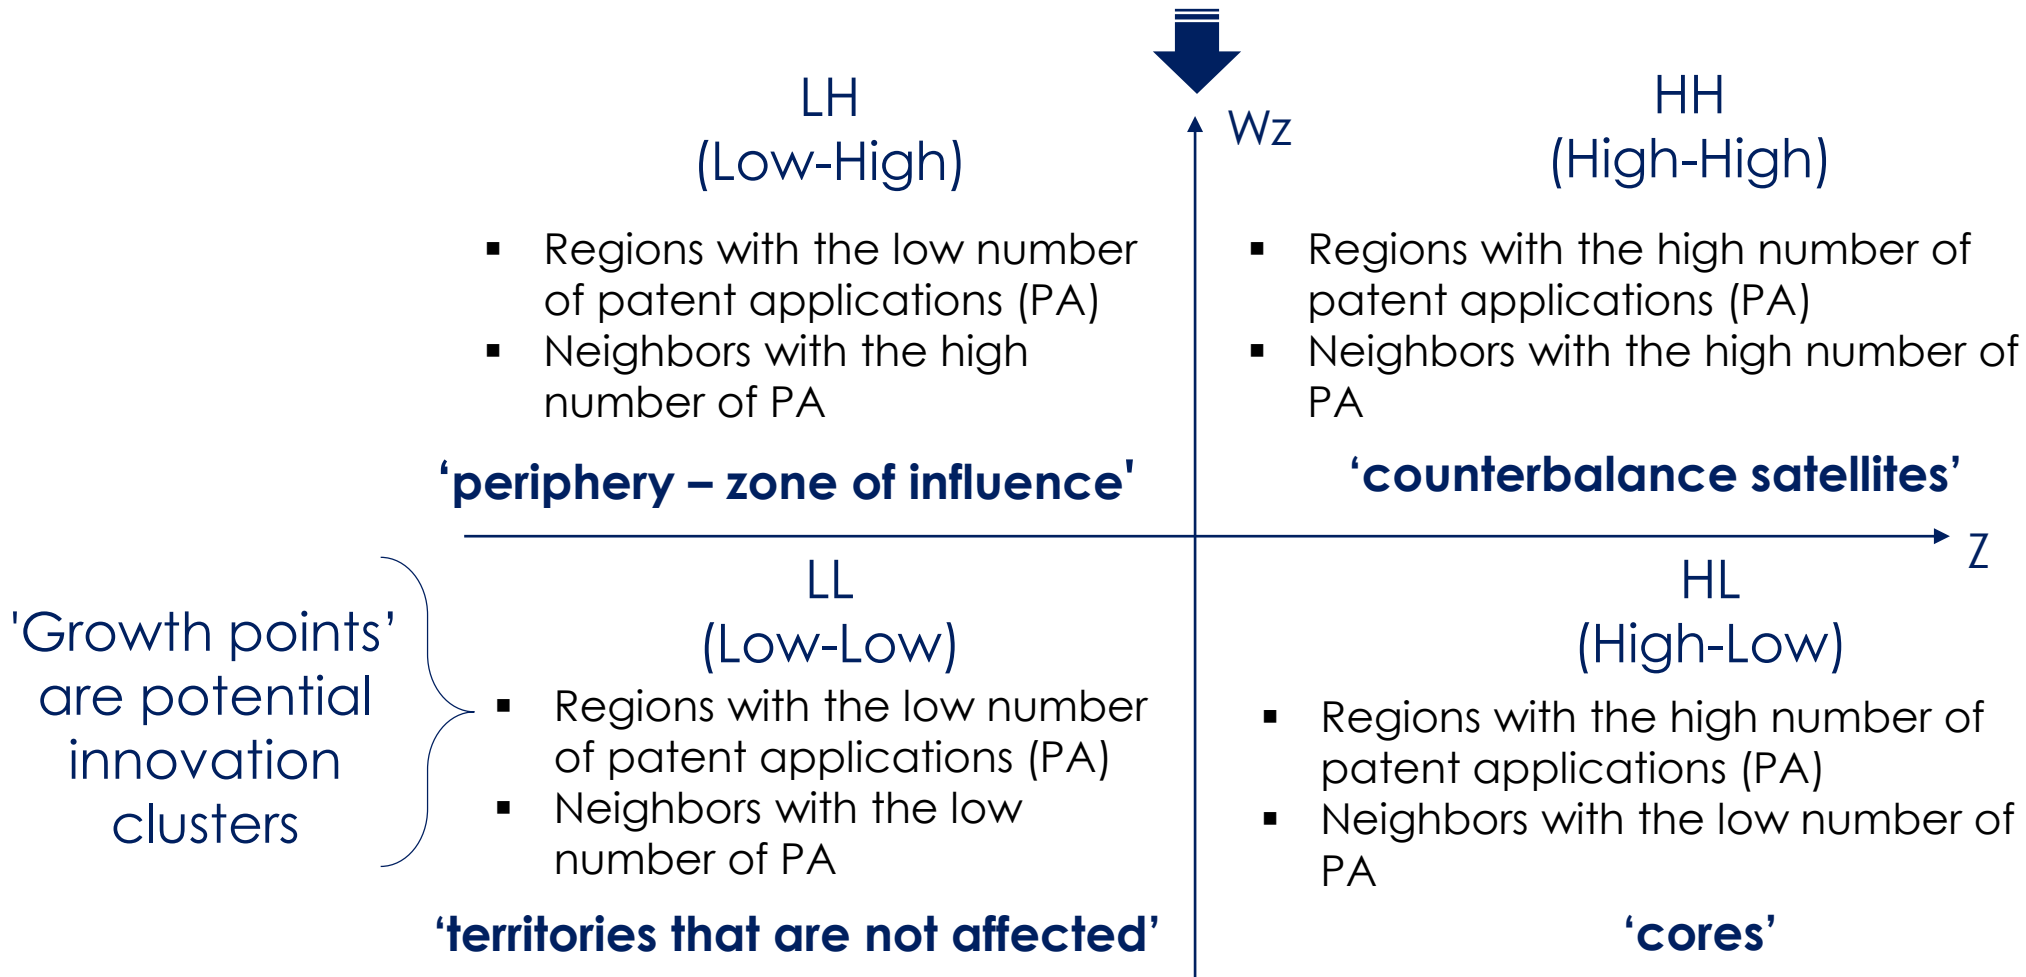 LH
(Low-High)
▪ Regions with the low number
of patent applications (PA)
▪ Neighbors with the high
number of PA
‘periphery – zone of influence'
Wz
HH
(High-High)
▪ Regions with the high number of
patent applications (PA)
▪ Neighbors with the high number of
PA
‘counterbalance satellites’
Z
'Growth points’
are potential
innovation
clusters
LL
(Low-Low)
▪ Regions with the low number
of patent applications (PA)
▪ Neighbors with the low
number of PA
‘territories that are not affected’
HL
(High-Low)
▪ Regions with the high number of
patent applications (PA)
▪ Neighbors with the low number of
PA
‘cores’